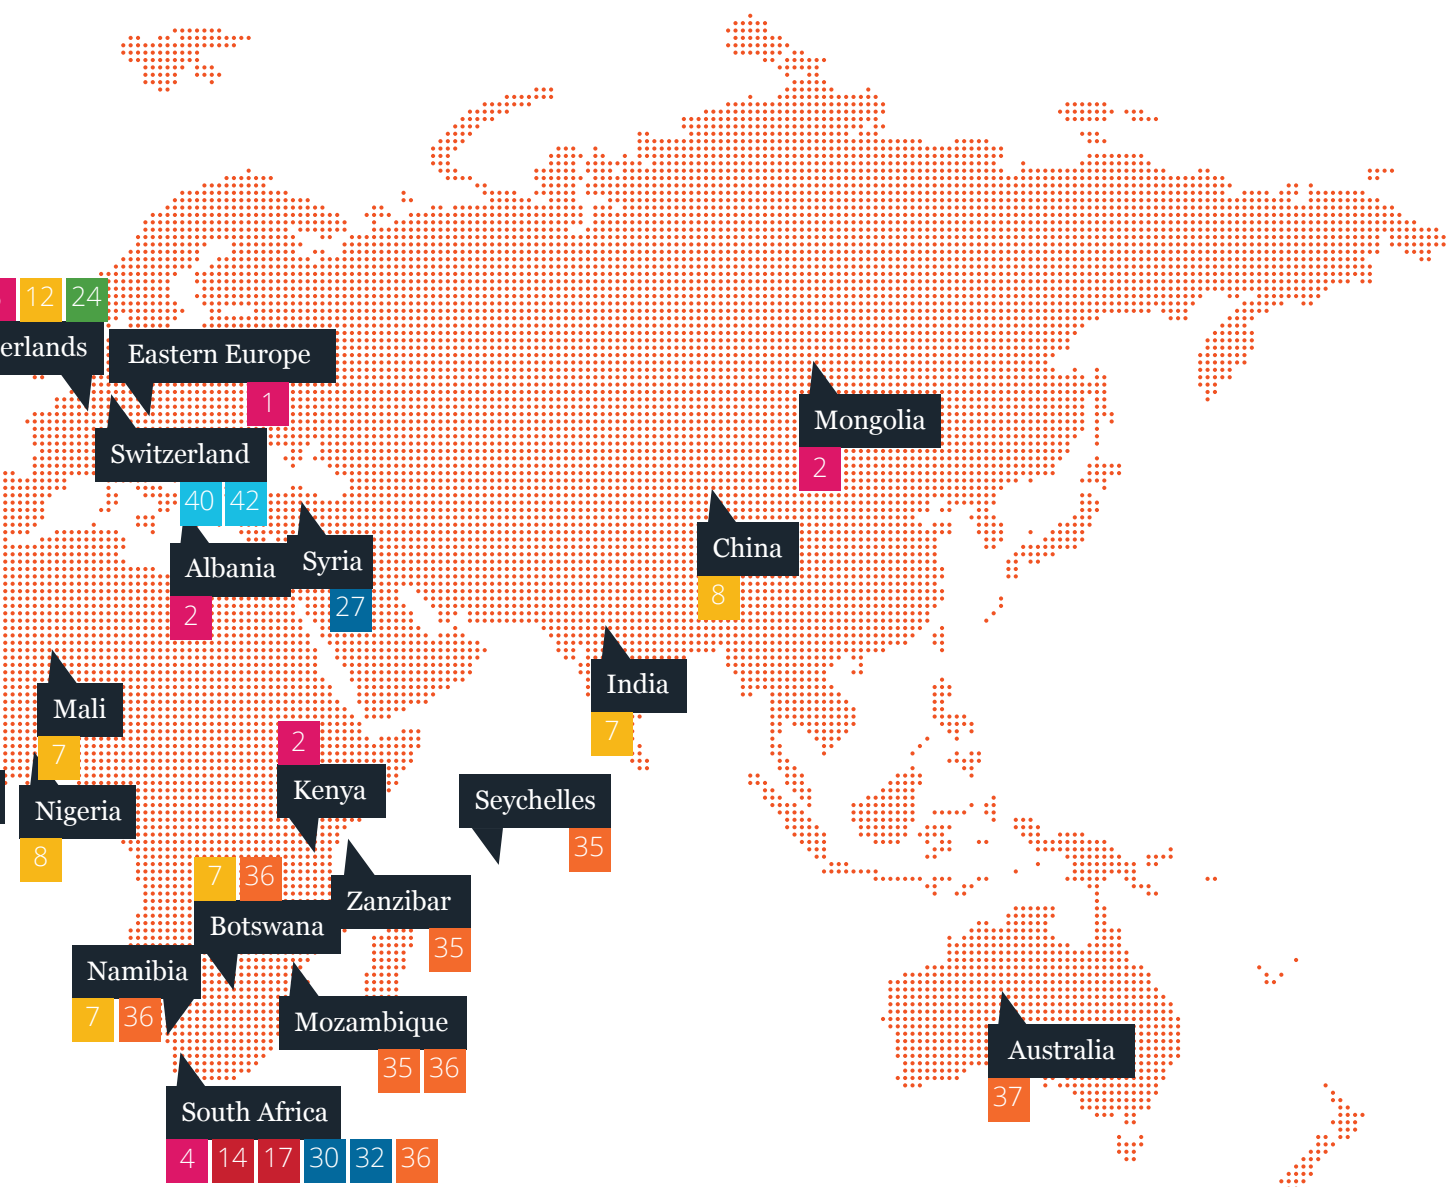 12 24
erlands
Eastern Europe
1
Switzerland
40 42
Mongolia
2
China
8
Albania
2
Syria
27
India
7
Mali
7
2
Kenya
Nigeria
8
Seychelles
35
7 36
Botswana
Zanzibar
35
Namibia
7 36
Mozambique
35 36
Australia
37
South Africa
4 14 17 30 32 36